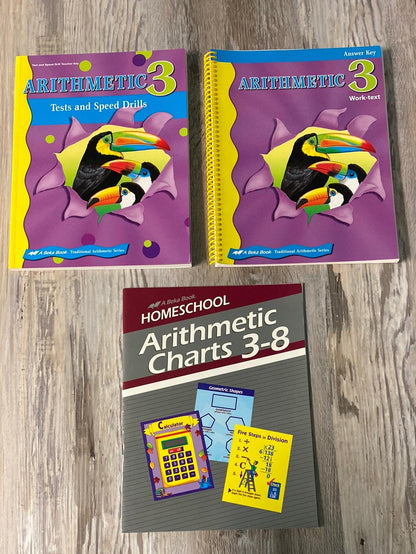 Test and Speed Drill Teacher Key
ARITHMETIC 3
Tests and Speed Drills
A Beka Book Traditional Arithmetic Series
Answer Key
ARITHMETIC 3
Work-text
A Beka Book Traditional Arithmetic Series
A Beka Book
HOMESCHOOL
Arithmetic
Charts 3-8
Geometric Shapes
Calculator
Five Steps to Division